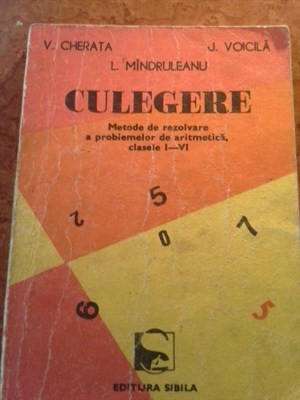 V. CHERATA J. VOICILĂ
L. MÎNDRULEANU
CULEGERE
Metode de rezolvare
a problemelor de aritmetică,
clasele I—VI
5
2 7
0
6 5
EDITURA SIBILA